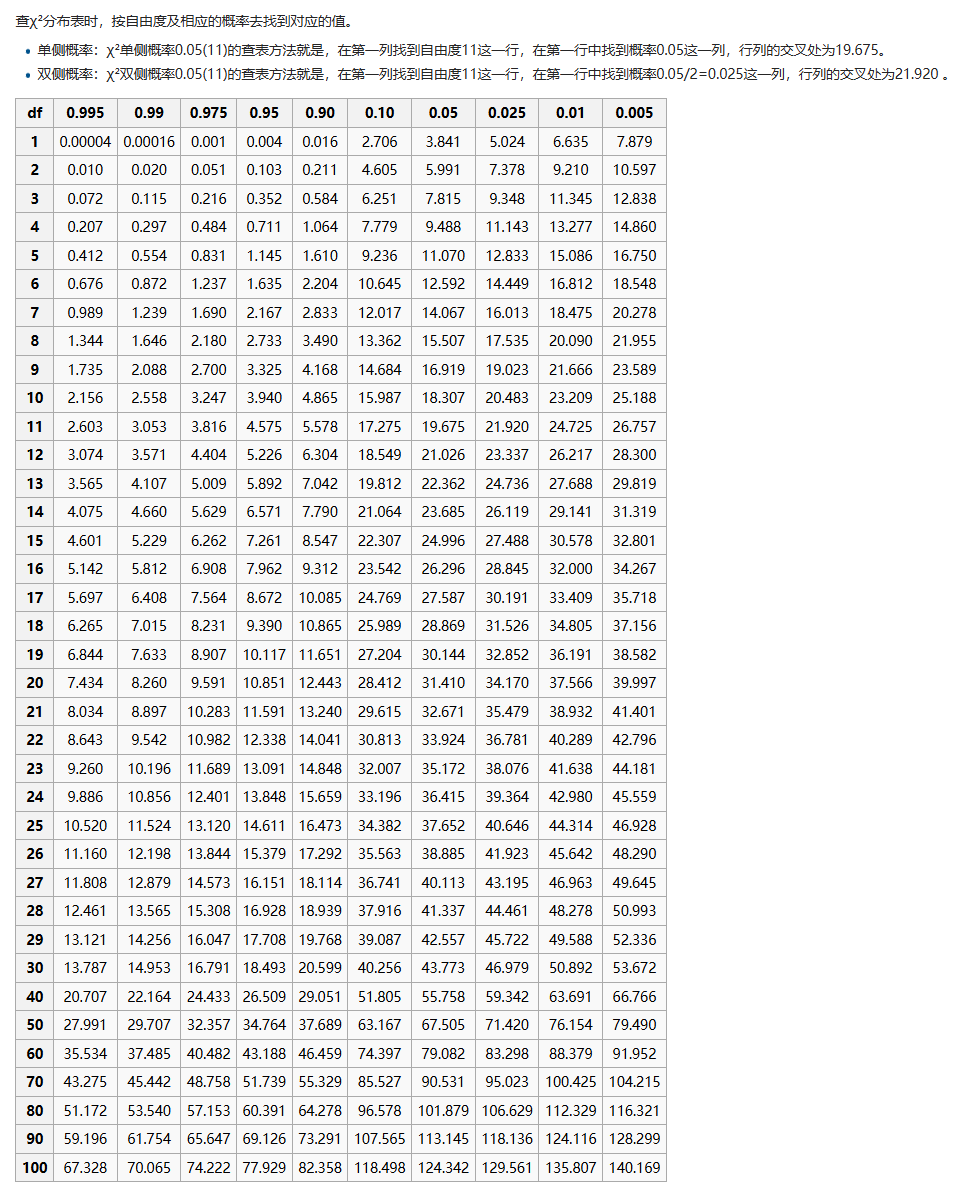 查χ²分布表时，按自由度及相应的概率去找到对应的值。
• 单侧概率：χ²单侧概率0.05(11)的查表方法就是，在第一列找到自由度11这一行，在第一行中找到概率0.05这一列，行列的交叉处为19.675。
• 双侧概率：χ²双侧概率0.05(11)的查表方法就是，在第一列找到自由度11这一行，在第一行中找到概率0.05/2=0.025这一列，行列的交叉处为21.920 。
df 0.995 0.99 0.975 0.95 0.90 0.10 0.05 0.025 0.01 0.005
1 0.00004 0.00016 0.001 0.004 0.016 2.706 3.841 5.024 6.635 7.879
2 0.010 0.020 0.051 0.103 0.211 4.605 5.991 7.378 9.210 10.597
3 0.072 0.115 0.216 0.352 0.584 6.251 7.815 9.348 11.345 12.838
4 0.207 0.297 0.484 0.711 1.064 7.779 9.488 11.143 13.277 14.860
5 0.412 0.554 0.831 1.145 1.610 9.236 11.070 12.833 15.086 16.750
6 0.676 0.872 1.237 1.635 2.204 10.645 12.592 14.449 16.812 18.548
7 0.989 1.239 1.690 2.167 2.833 12.017 14.067 16.013 18.475 20.278
8 1.344 1.646 2.180 2.733 3.490 13.362 15.507 17.535 20.090 21.955
9 1.735 2.088 2.700 3.325 4.168 14.684 16.919 19.023 21.666 23.589
10 2.156 2.558 3.247 3.940 4.865 15.987 18.307 20.483 23.209 25.188
11 2.603 3.053 3.816 4.575 5.578 17.275 19.675 21.920 24.725 26.757
12 3.074 3.571 4.404 5.226 6.304 18.549 21.026 23.337 26.217 28.300
13 3.565 4.107 5.009 5.892 7.042 19.812 22.362 24.736 27.688 29.819
14 4.075 4.660 5.629 6.571 7.790 21.064 23.685 26.119 29.141 31.319
15 4.601 5.229 6.262 7.261 8.547 22.307 24.996 27.488 30.578 32.801
16 5.142 5.812 6.908 7.962 9.312 23.542 26.296 28.845 32.000 34.267
17 5.697 6.408 7.564 8.672 10.085 24.769 27.587 30.191 33.409 35.718
18 6.265 7.015 8.231 9.390 10.865 25.989 28.869 31.526 34.805 37.156
19 6.844 7.633 8.907 10.117 11.651 27.204 30.144 32.852 36.191 38.582
20 7.434 8.260 9.591 10.851 12.443 28.412 31.410 34.170 37.566 39.997
21 8.034 8.897 10.283 11.591 13.240 29.615 32.671 35.479 38.932 41.401
22 8.643 9.542 10.982 12.338 14.041 30.813 33.924 36.781 40.289 42.796
23 9.260 10.196 11.689 13.091 14.848 32.007 35.172 38.076 41.638 44.181
24 9.886 10.856 12.401 13.848 15.659 33.196 36.415 39.364 42.980 45.559
25 10.520 11.524 13.120 14.611 16.473 34.382 37.652 40.646 44.314 46.928
26 11.160 12.198 13.844 15.379 17.292 35.563 38.885 41.923 45.642 48.290
27 11.808 12.879 14.573 16.151 18.114 36.741 40.113 43.195 46.963 49.645
28 12.461 13.565 15.308 16.928 18.939 37.916 41.337 44.461 48.278 50.993
29 13.121 14.256 16.047 17.708 19.768 39.087 42.557 45.722 49.588 52.336
30 13.787 14.953 16.791 18.493 20.599 40.256 43.773 46.979 50.892 53.672
40 20.707 22.164 24.433 26.509 29.051 51.805 55.758 59.342 63.691 66.766
50 27.991 29.707 32.357 34.764 37.689 63.167 67.505 71.420 76.154 79.490
60 35.534 37.485 40.482 43.188 46.459 74.397 79.082 83.298 88.379 91.952
70 43.275 45.442 48.758 51.739 55.329 85.527 90.531 95.023 100.425 104.215
80 51.172 53.540 57.153 60.391 64.278 96.578 101.879 106.629 112.329 116.321
90 59.196 61.754 65.647 69.126 73.291 107.565 113.145 118.136 124.116 128.299
100 67.328 70.065 74.222 77.929 82.358 118.498 124.342 129.561 135.807 140.169